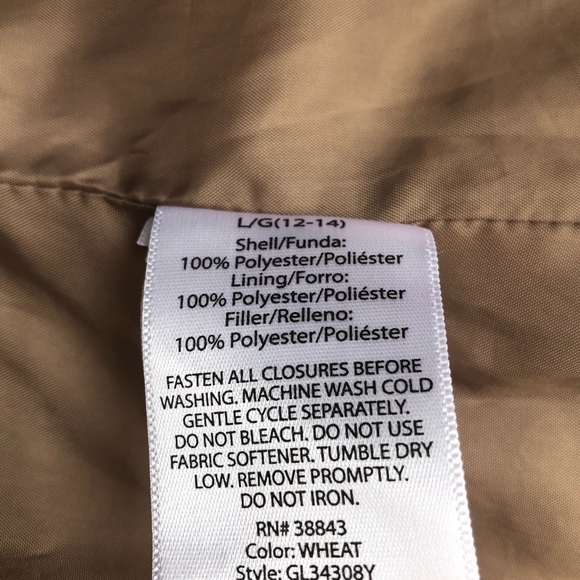 L/G(12-14)
Shell/Funda:
100% Polyester/Poliéster
Lining/Forro:
100% Polyester/Poliéster
Filler/Relleno:
100% Polyester/Poliéster
FASTEN ALL CLOSURES BEFORE
WASHING. MACHINE WASH COLD
GENTLE CYCLE SEPARATELY.
DO NOT BLEACH. DO NOT USE
FABRIC SOFTENER. TUMBLE DRY
LOW. REMOVE PROMPTLY.
DO NOT IRON.
RN# 38843
Color: WHEAT
Style: GL34308Y